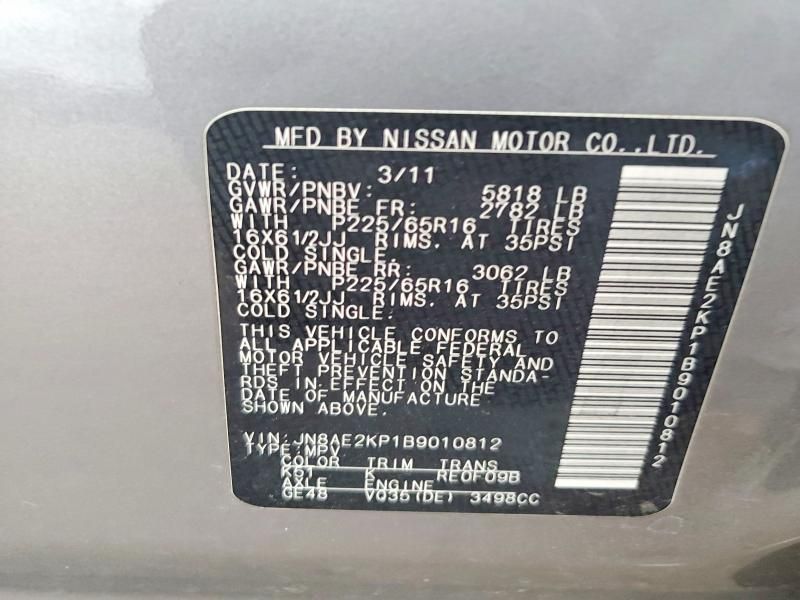 MFD BY NISSAN MOTOR CO.,LTD.
DATE: 3/11
GVWR/PNBV: 5818 LB
GAWR/PNBE FR: 2782 LB
WITH P225/65R16 TIRES
16X61/2JJ RIMS. AT 35PSI
COLD SINGLE.
GAWR/PNBE RR: 3062 LB
WITH P225/65R16 TIRES
16X61/2JJ RIMS. AT 35PSI
COLD SINGLE.
THIS VEHICLE CONFORMS TO
ALL APPLICABLE FEDERAL
MOTOR VEHICLE SAFETY AND
THEFT PREVENTION STANDA-
RDS IN EFFECT ON THE
DATE OF MANUFACTURE
SHOWN ABOVE.
VIN: JN8AE2KP1B9010812
TYPE: MPV
COLOR TRIM TRANS
K51 K RE0F09B
AXLE ENGINE
GE48 VQ35(DE) 3498CC
JN8AE2KP1B9010812